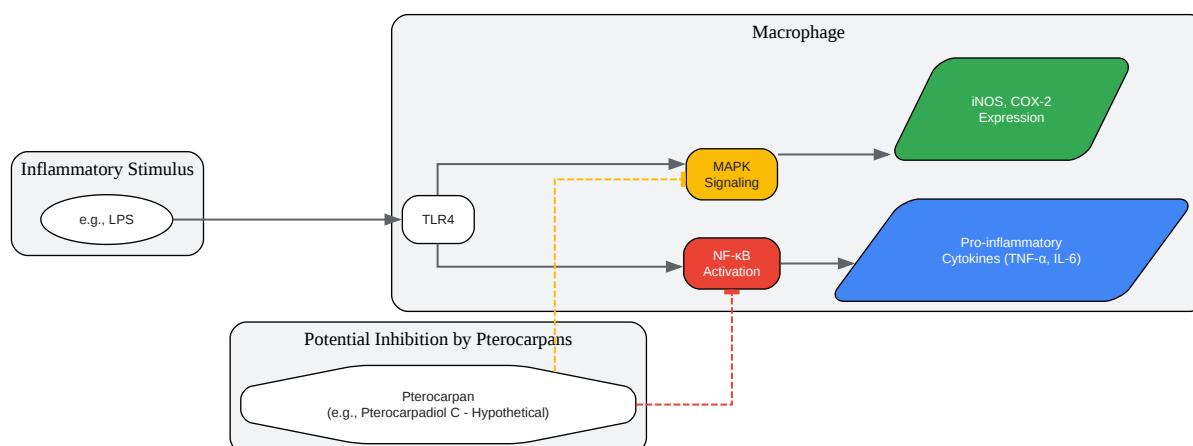 Macrophage
iNOS, COX-2
Expression
Inflammatory Stimulus
MAPK
Signaling
e.g., LPS
TLR4
NF-κB
Activation
Pro-inflammatory
Cytokines (TNF-α, IL-6)
Potential Inhibition by Pterocarpans
Pterocarpan
(e.g., Pterocarpadiol C - Hypothetical)